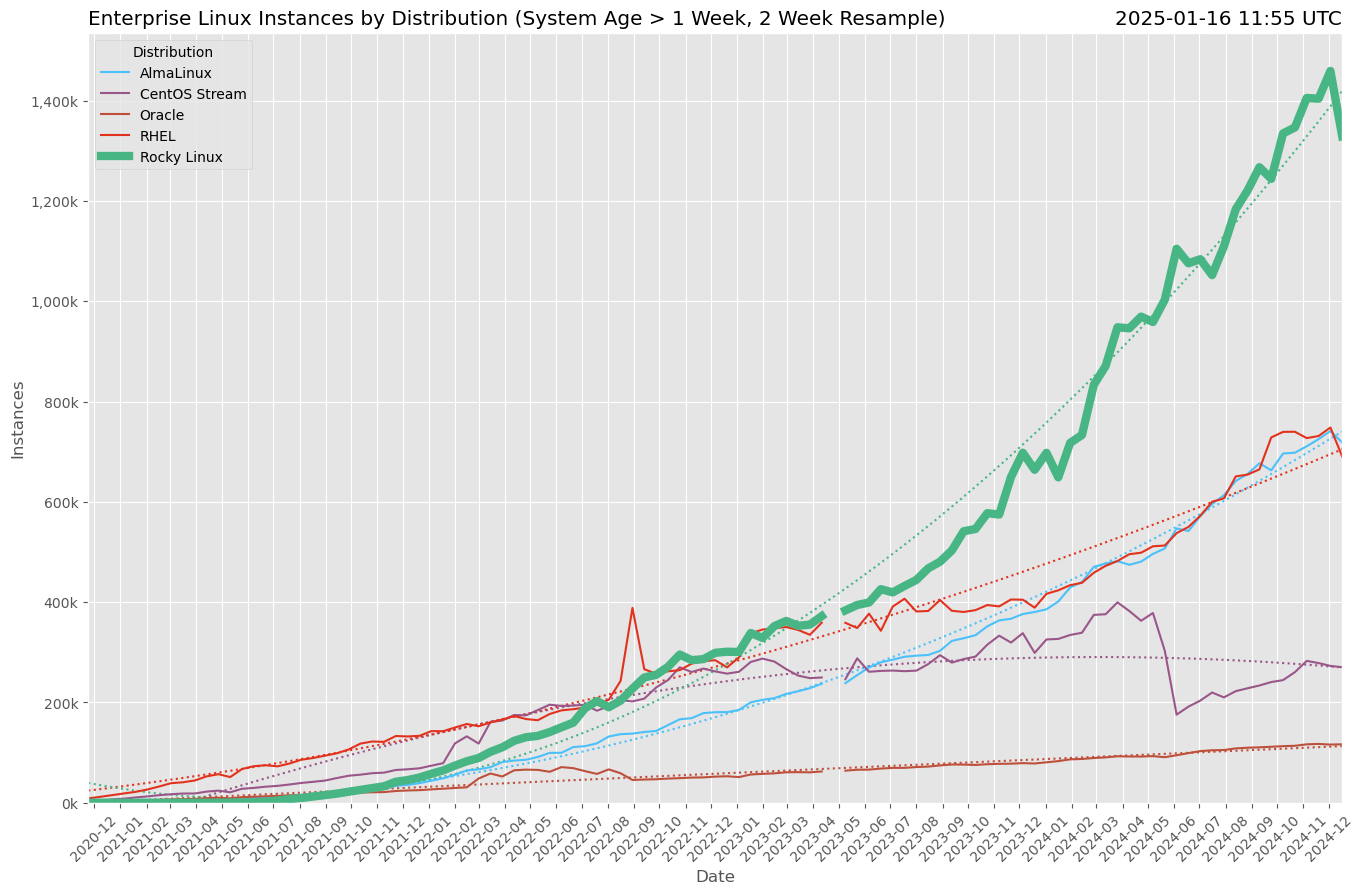 Enterprise Linux Instances by Distribution (System Age > 1 Week, 2 Week Resample)
2025-01-16 11:55 UTC
Distribution
AlmaLinux
CentOS Stream
Oracle
RHEL
Rocky Linux
1,400k
1,200k
1,000k
800k
600k
400k
200k
0k
Instances
2020-12
2021-01
2021-02
2021-03
2021-04
2021-05
2021-06
2021-07
2021-08
2021-09
2021-10
2021-11
2021-12
2022-01
2022-02
2022-03
2022-04
2022-05
2022-06
2022-07
2022-08
2022-09
2022-10
2022-11
2022-12
2023-01
2023-02
2023-03
2023-04
2023-05
2023-06
2023-07
2023-08
2023-09
2023-10
2023-11
2023-12
2024-01
2024-02
2024-03
2024-04
2024-05
2024-06
2024-07
2024-08
2024-09
2024-10
2024-11
2024-12
Date